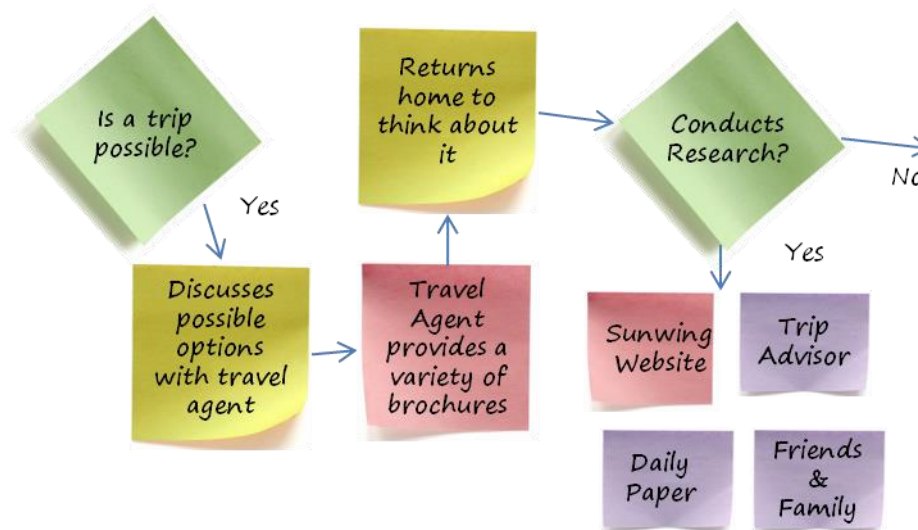 Is a trip
possible?
Yes
Discusses
possible
options
with travel
agent
Travel
Agent
provides a
variety of
brochures
Returns
home to
think about
it
Conducts
Research?
No
Yes
Sunwing
Website
Trip
Advisor
Daily
Paper
Friends
&
Family